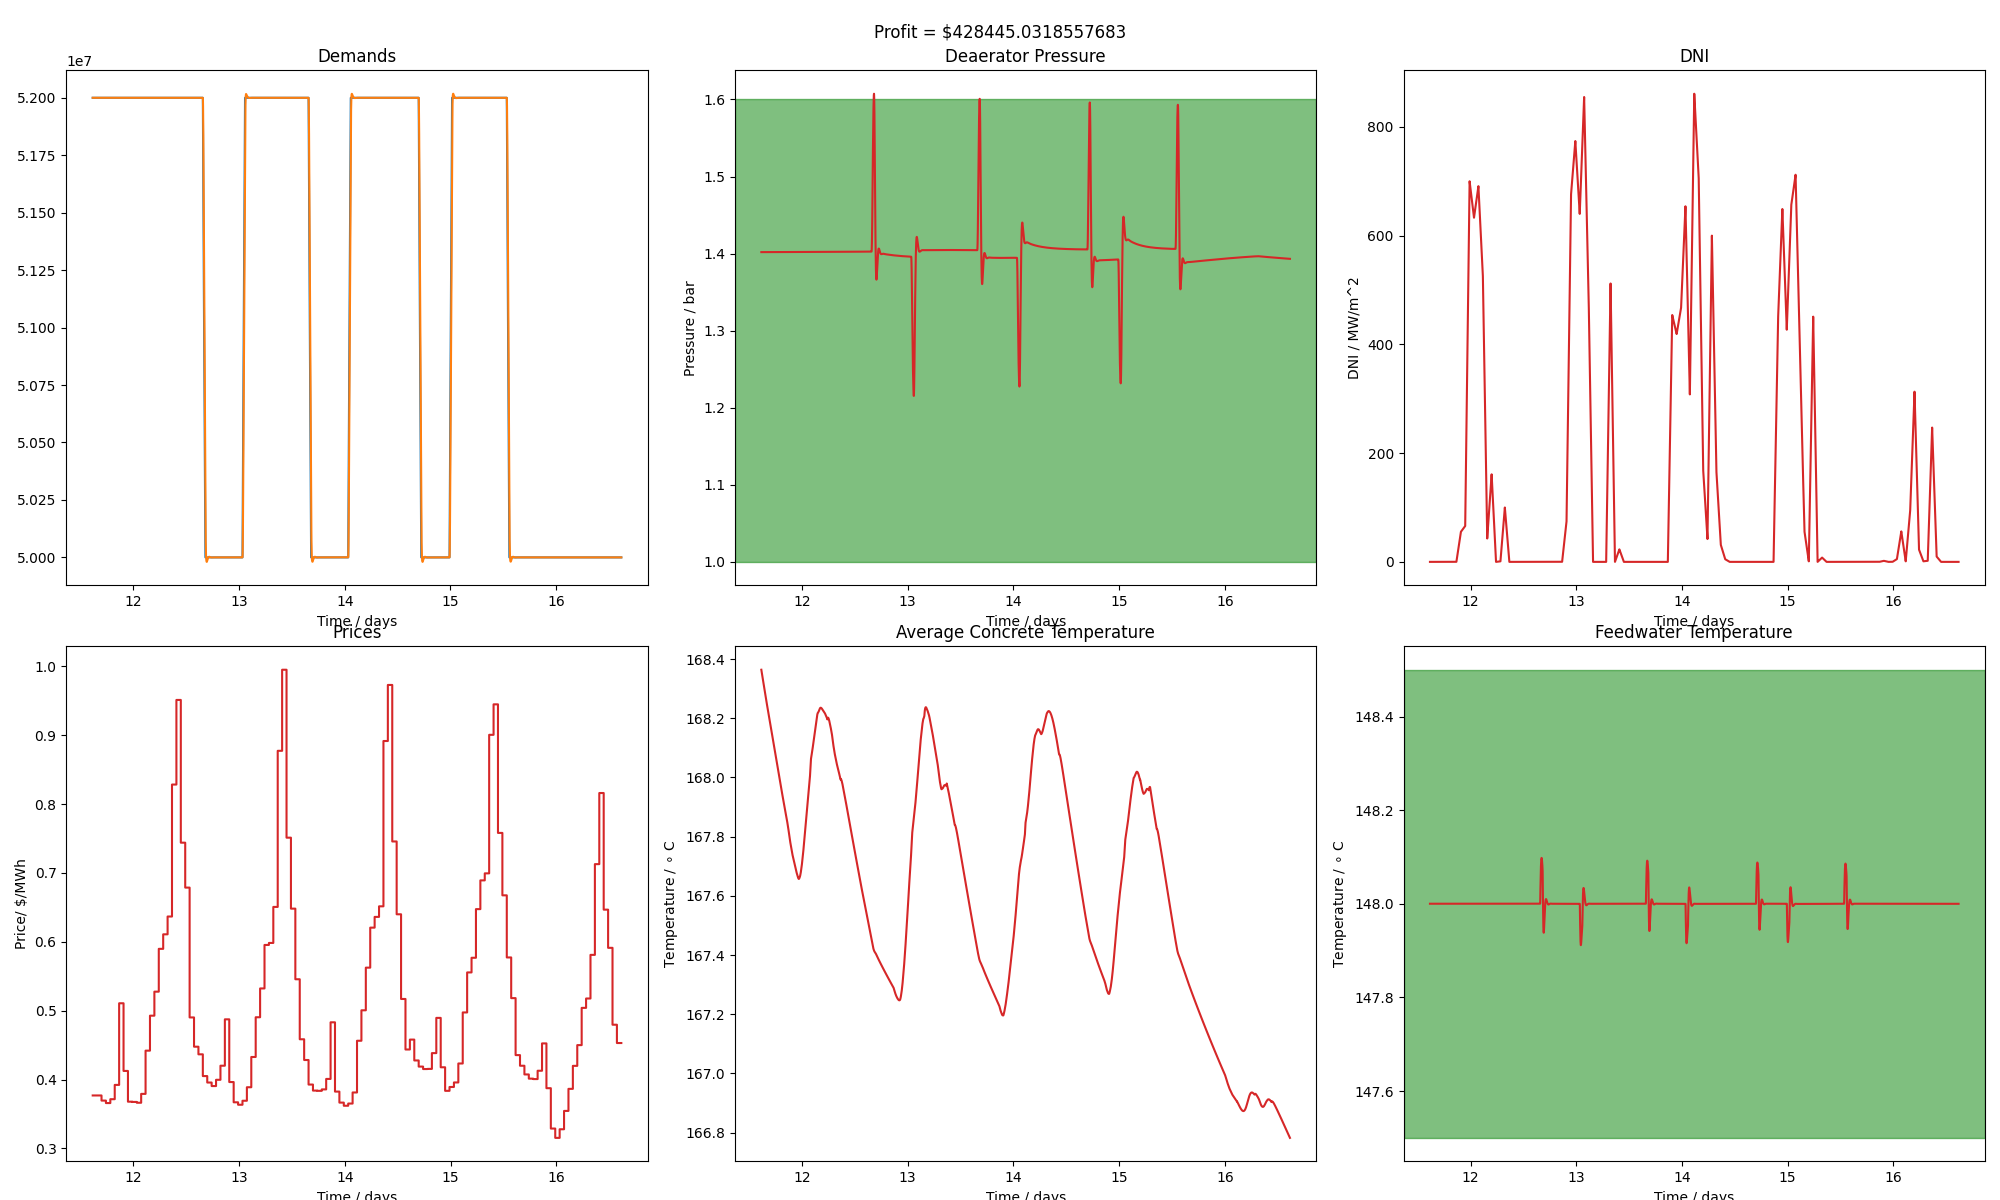 Profit = $428445.0318557683
Demands
1e7
5.200
5.175
5.150
5.125
5.100
5.075
5.050
5.025
5.000
12 13 14 15 16
Time / days
Deaerator Pressure
Pressure / bar
1.6
1.5
1.4
1.3
1.2
1.1
1.0
12 13 14 15 16
Time / days
DNI
DNI / MW/m^2
800
600
400
200
0
12 13 14 15 16
Time / days
Prices
Price/ $/MWh
1.0
0.9
0.8
0.7
0.6
0.5
0.4
0.3
12 13 14 15 16
Time / days
Average Concrete Temperature
Temperature / ∘ C
168.4
168.2
168.0
167.8
167.6
167.4
167.2
167.0
166.8
12 13 14 15 16
Time / days
Feedwater Temperature
Temperature / ∘ C
148.4
148.2
148.0
147.8
147.6
12 13 14 15 16
Time / days